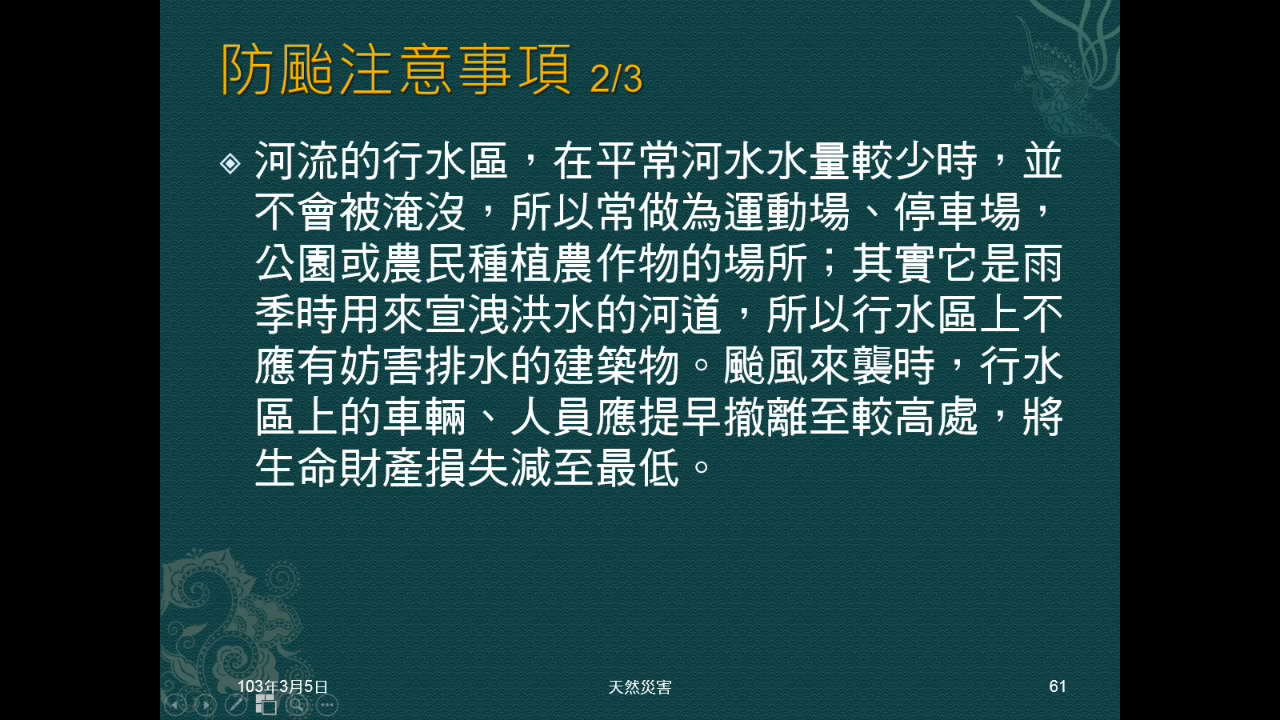 防颱注意事項 2/3
河流的行水區，在平常河水水量較少時，並
不會被淹沒，所以常做為運動場、停車場，
公園或農民種植農作物的場所；其實它是雨
季時用來宣洩洪水的河道，所以行水區上不
應有妨害排水的建築物。颱風來襲時，行水
區上的車輛、人員應提早撤離至較高處，將
生命財產損失減至最低。
103年3月5日
天然災害
61